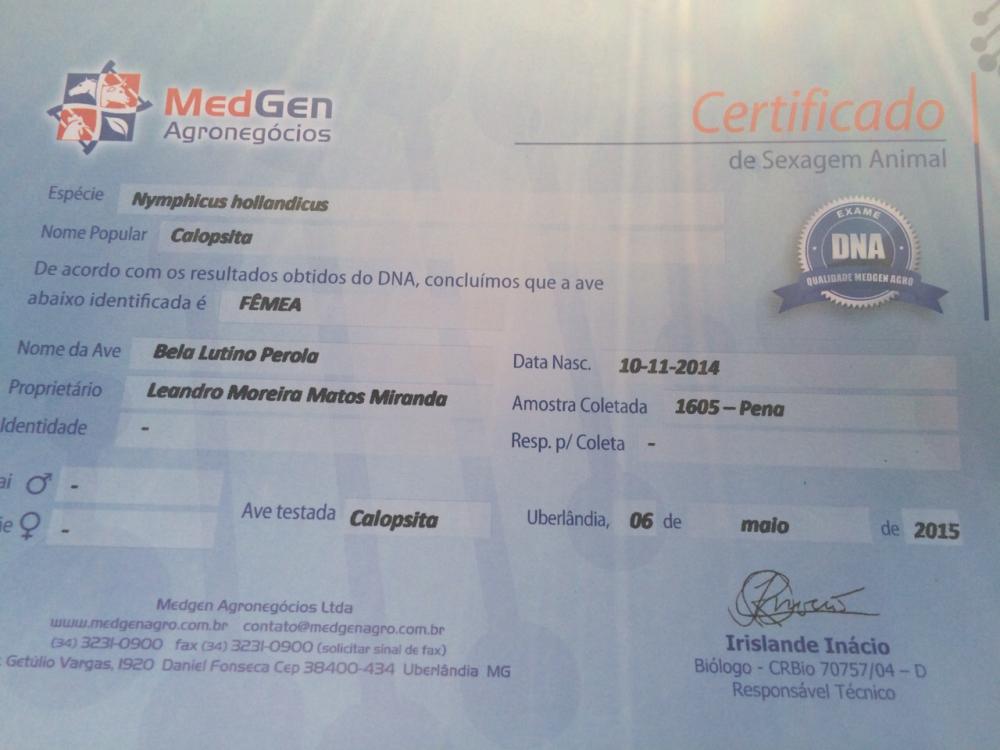 MedGen
Agronegócios
Certificado
de Sexagem Animal
Espécie Nymphicus hollandicus
Nome Popular Calopsita
EXAME
DNA
QUALIDADE MEDGEN AGRO
De acordo com os resultados obtidos do DNA, concluímos que a ave
abaixo identificada é FÊMEA
Nome da Ave Bela Lutino Perola
Data Nasc. 10-11-2014
Proprietário Leandro Moreira Matos Miranda
Amostra Coletada 1605 – Pena
Identidade -
Resp. p/ Coleta -
ai ♂ -
e ♀ -
Ave testada Calopsita
Uberlândia, 06 de maio de 2015
Medgen Agronegócios Ltda
www.medgenagro.com.br contato@medgenagro.com.br
(34) 3231-0900 fax (34) 3231-0900 (solicitar sinal de fax)
Getúlio Vargas, 1920 Daniel Fonseca Cep 38400-434 Uberlândia MG
Irislande Inácio
Biólogo - CRBio 70757/04 – D
Responsável Técnico